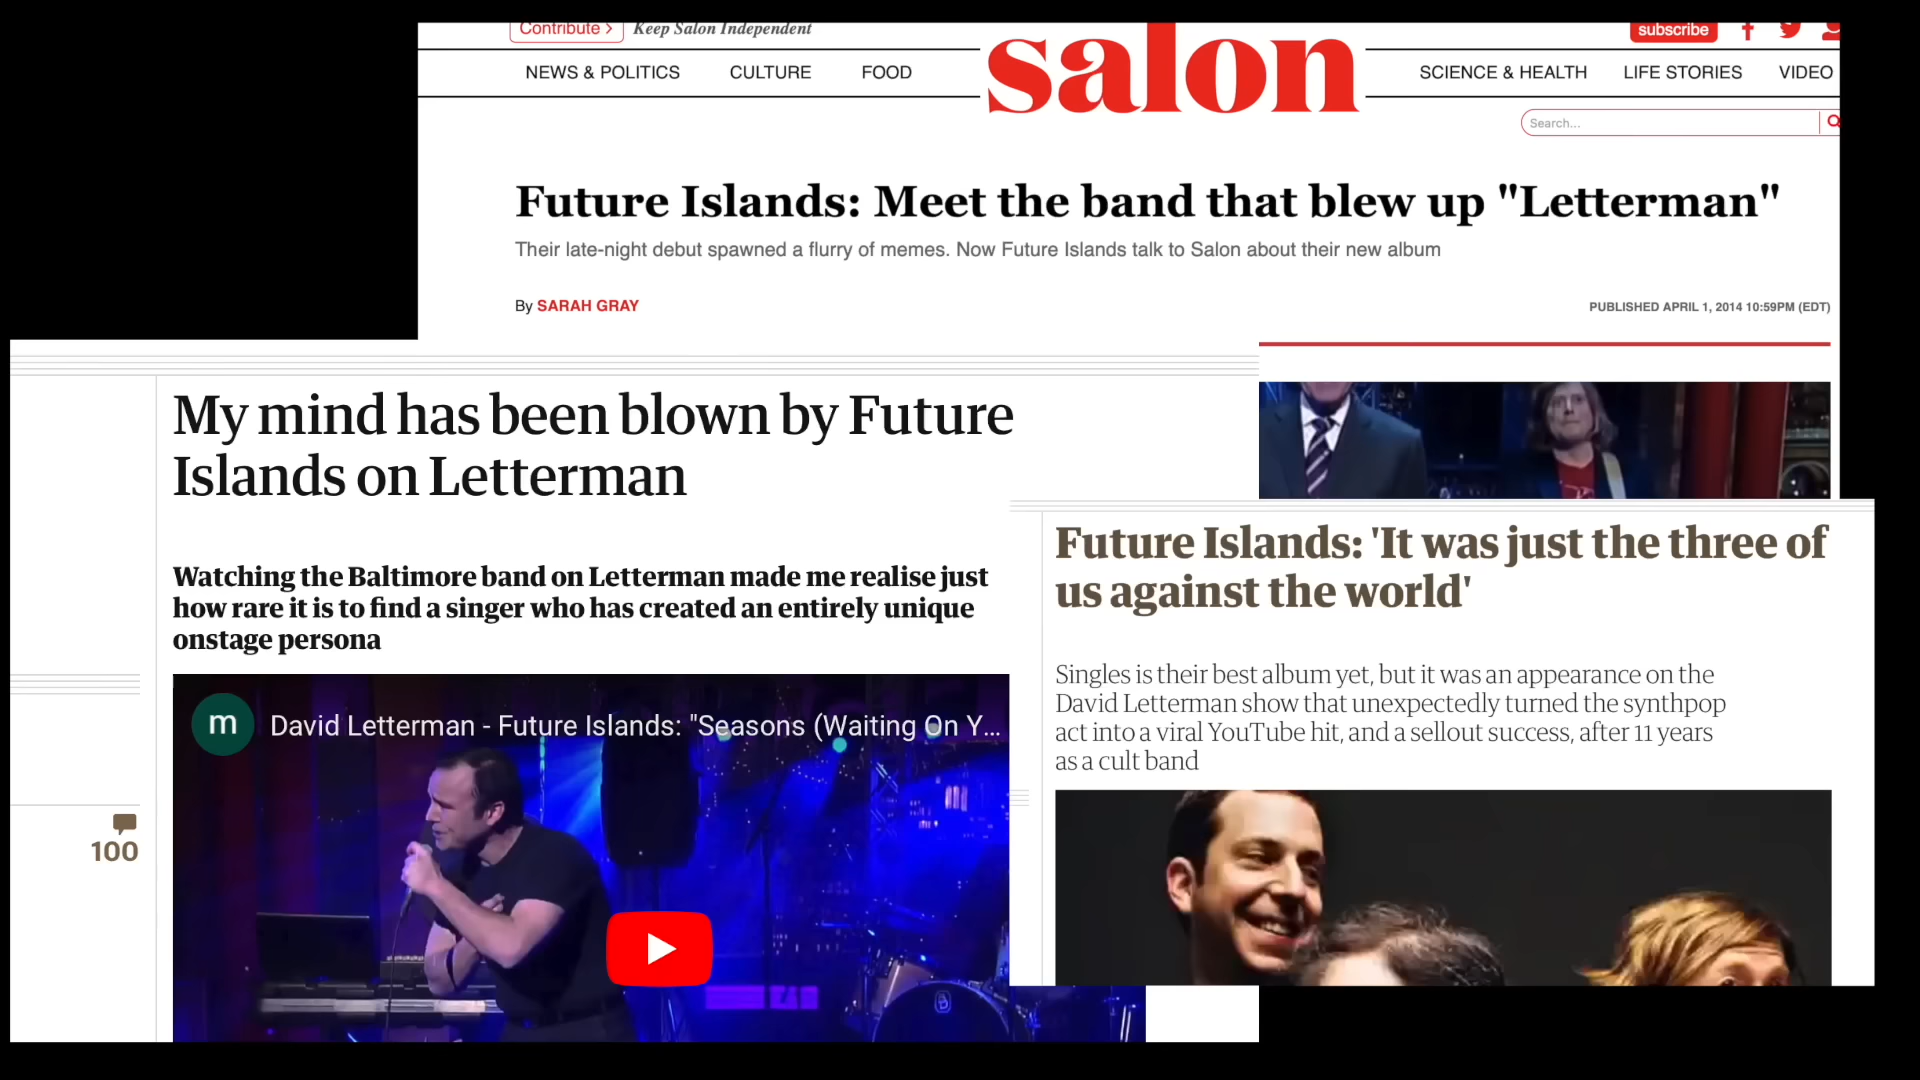 Contribute >
Keep Salon Independent
subscribe
NEWS & POLITICS
CULTURE
FOOD
salon
SCIENCE & HEALTH
LIFE STORIES
VIDEO
Search...
Future Islands: Meet the band that blew up "Letterman"
Their late-night debut spawned a flurry of memes. Now Future Islands talk to Salon about their new album
By SARAH GRAY
PUBLISHED APRIL 1, 2014 10:59PM (EDT)
My mind has been blown by Future
Islands on Letterman
Watching the Baltimore band on Letterman made me realise just
how rare it is to find a singer who has created an entirely unique
onstage persona
m
David Letterman - Future Islands: "Seasons (Waiting On Y...
100
Future Islands: 'It was just the three of
us against the world'
Singles is their best album yet, but it was an appearance on the
David Letterman show that unexpectedly turned the synthpop
act into a viral YouTube hit, and a sellout success, after 11 years
as a cult band